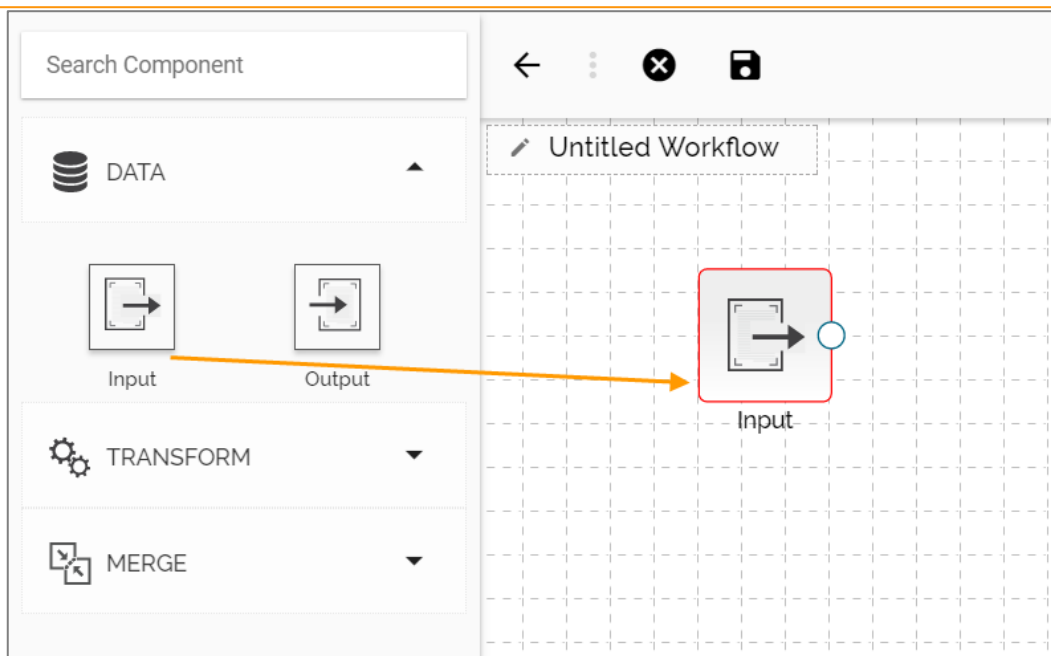 Search Component
DATA
Input
Output
TRANSFORM
MERGE
Untitled Workflow
Input